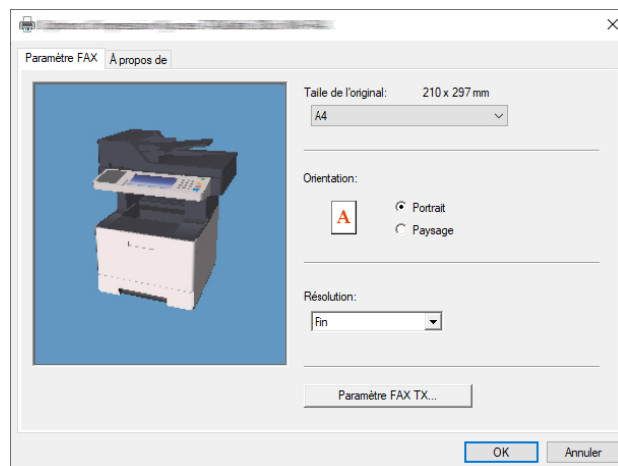 Paramètre FAX
À propos de
Taille de l'original: 210 x 297 mm
A4
Orientation:
A
Portrait
Paysage
Résolution:
Fin
Paramètre FAX TX...
OK
Annuler